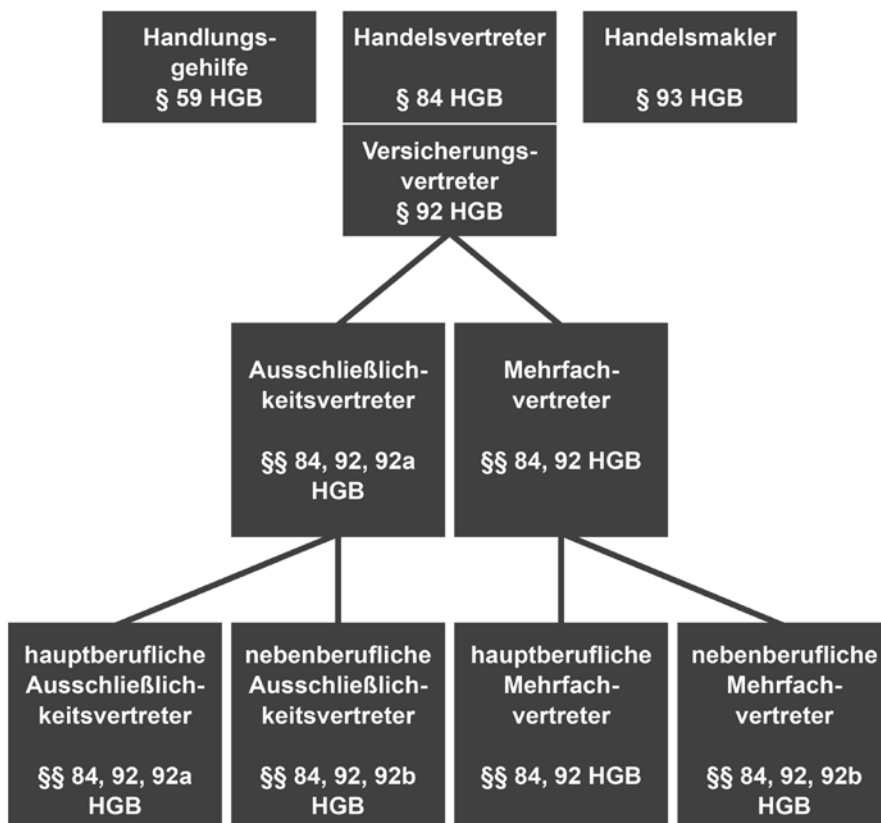 Handlungs-
gehilfe
§ 59 HGB
Handelsvertreter
§ 84 HGB
Handelsmakler
§ 93 HGB
Versicherungs-
vertreter
§ 92 HGB
Ausschließlich-
keitsvertreter
§§ 84, 92, 92a
HGB
Mehrfach-
vertreter
§§ 84, 92 HGB
hauptberufliche
Ausschließlich-
keitsvertreter
§§ 84, 92, 92a
HGB
nebenberufliche
Ausschließlich-
keitsvertreter
§§ 84, 92, 92b
HGB
hauptberufliche
Mehrfach-
vertreter
§§ 84, 92 HGB
nebenberufliche
Mehrfach-
vertreter
§§ 84, 92, 92b
HGB